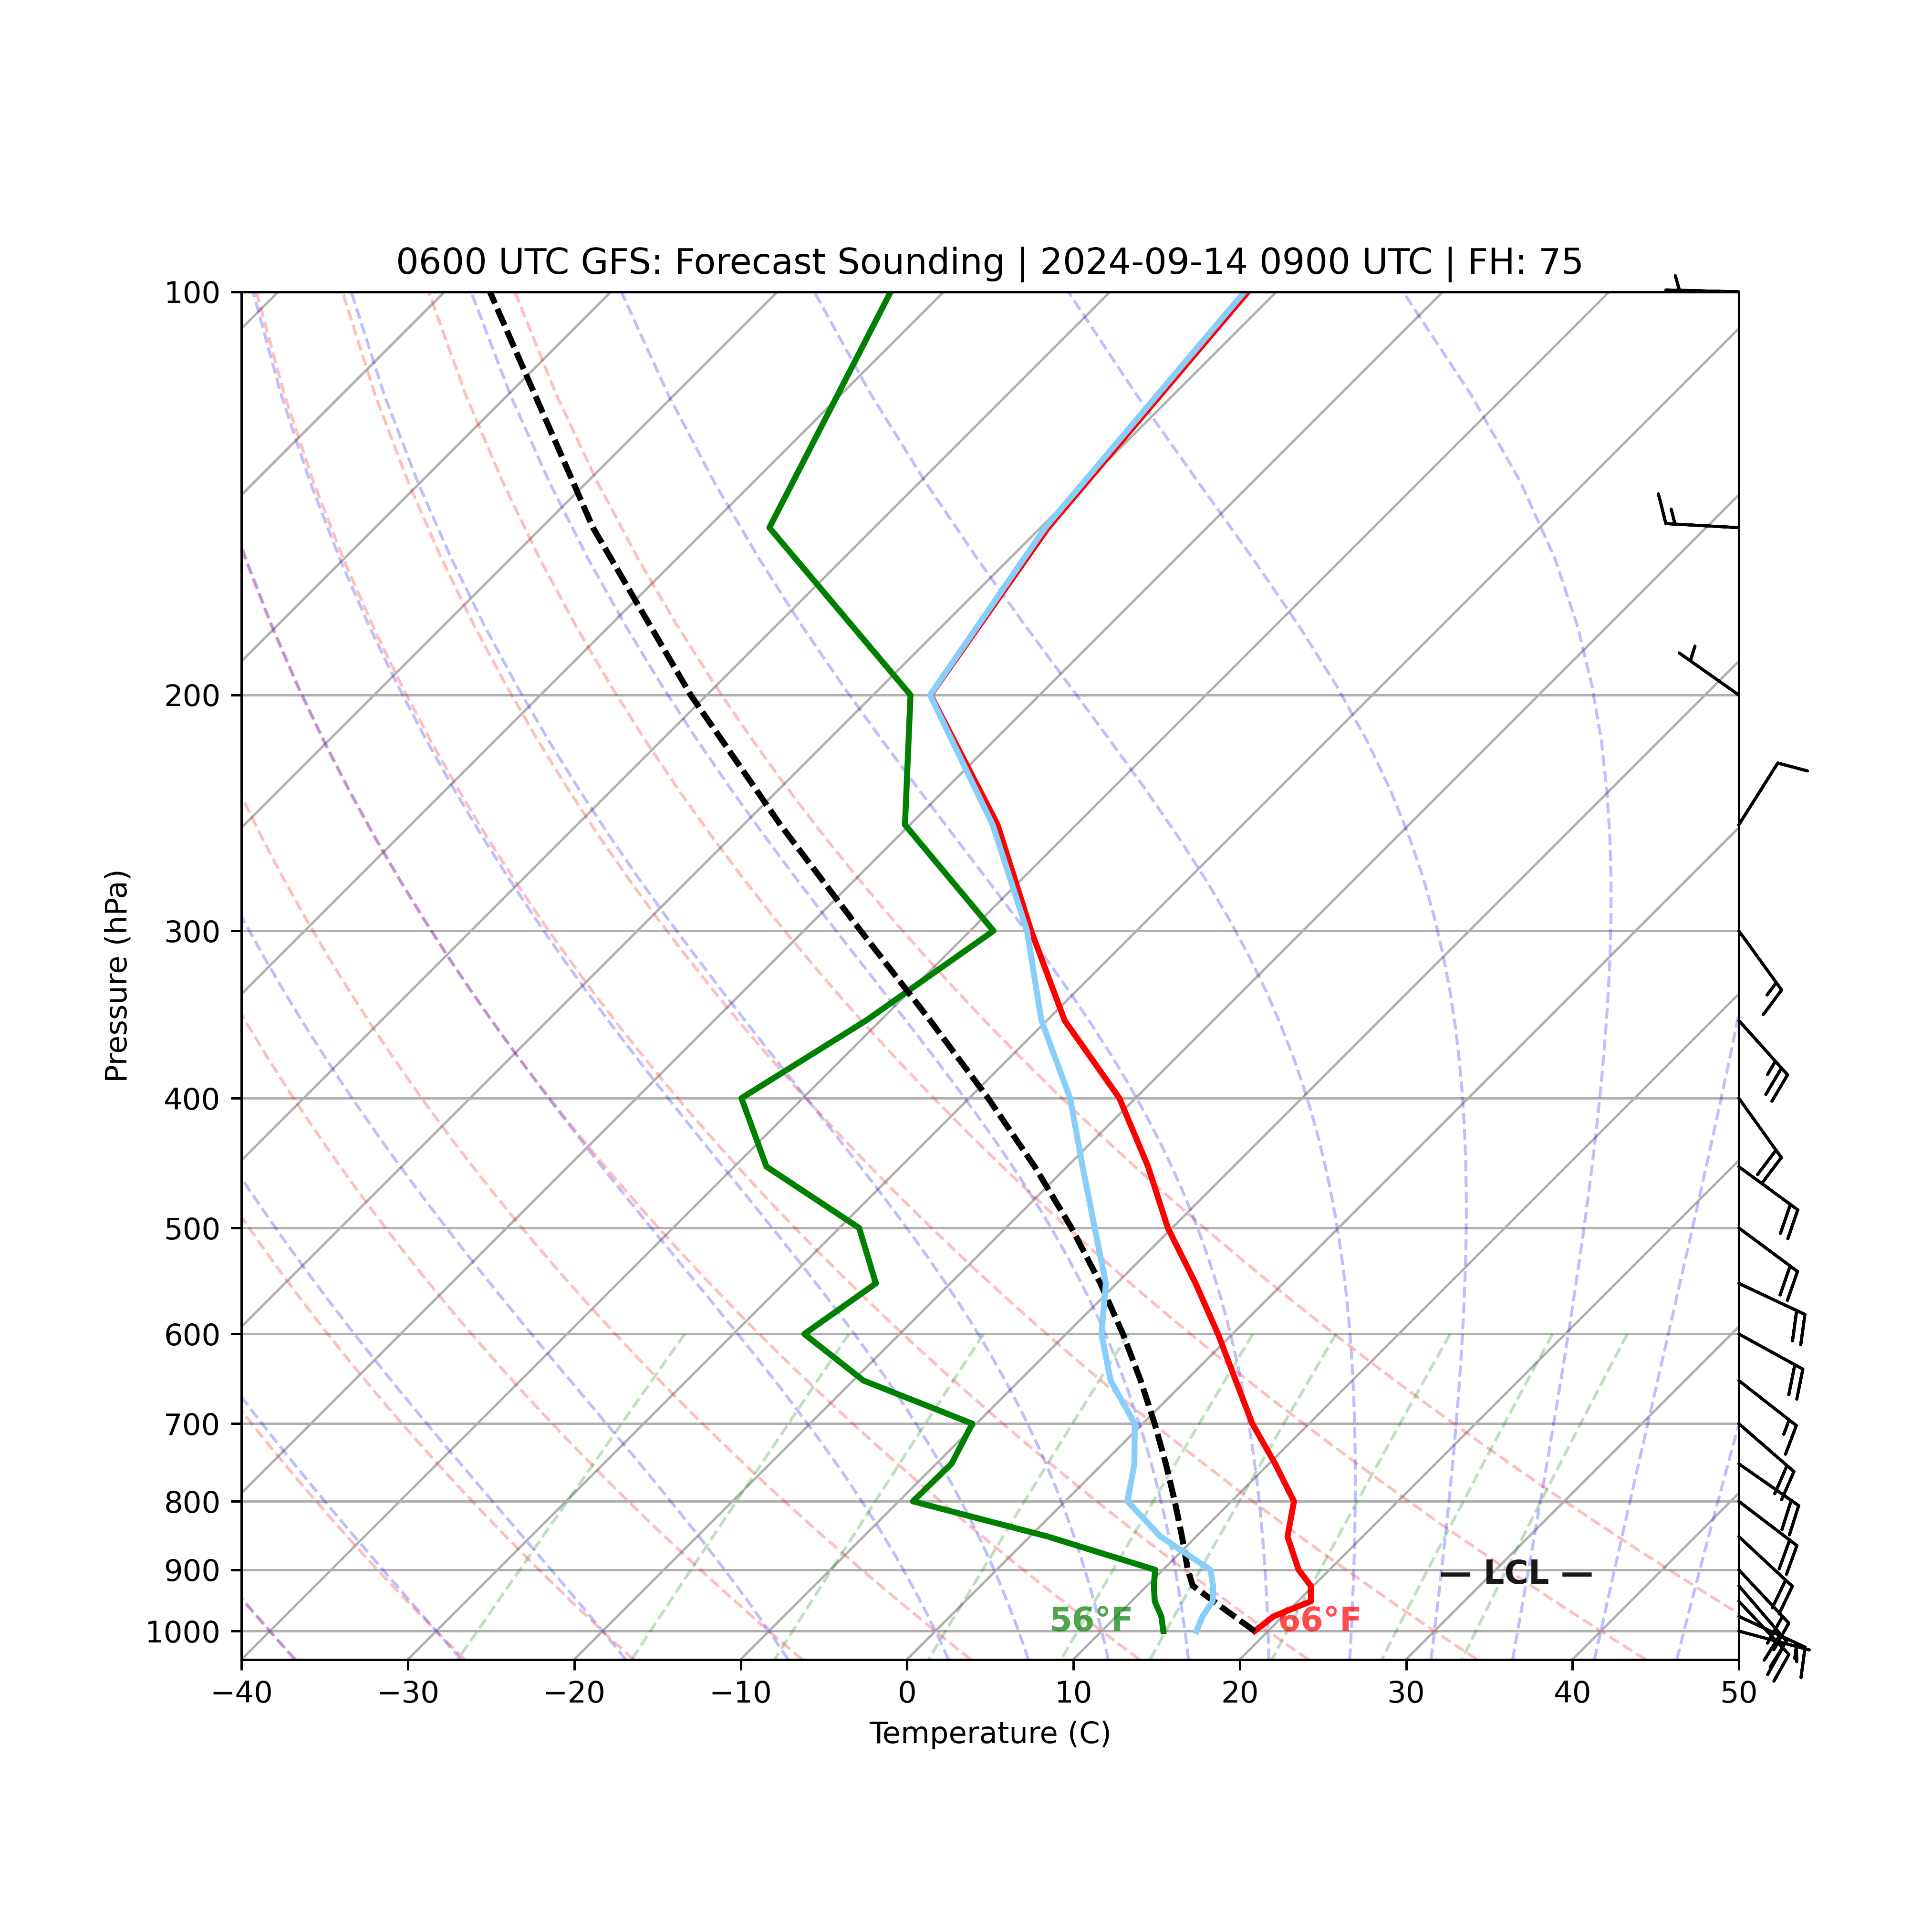 0600 UTC GFS: Forecast Sounding | 2024-09-14 0900 UTC | FH: 75
100
200
300
400
500
600
700
800
900
1000
Pressure (hPa)
— LCL —
56°F
66°F
−40 −30 −20 −10 0 10 20 30 40 50
Temperature (C)